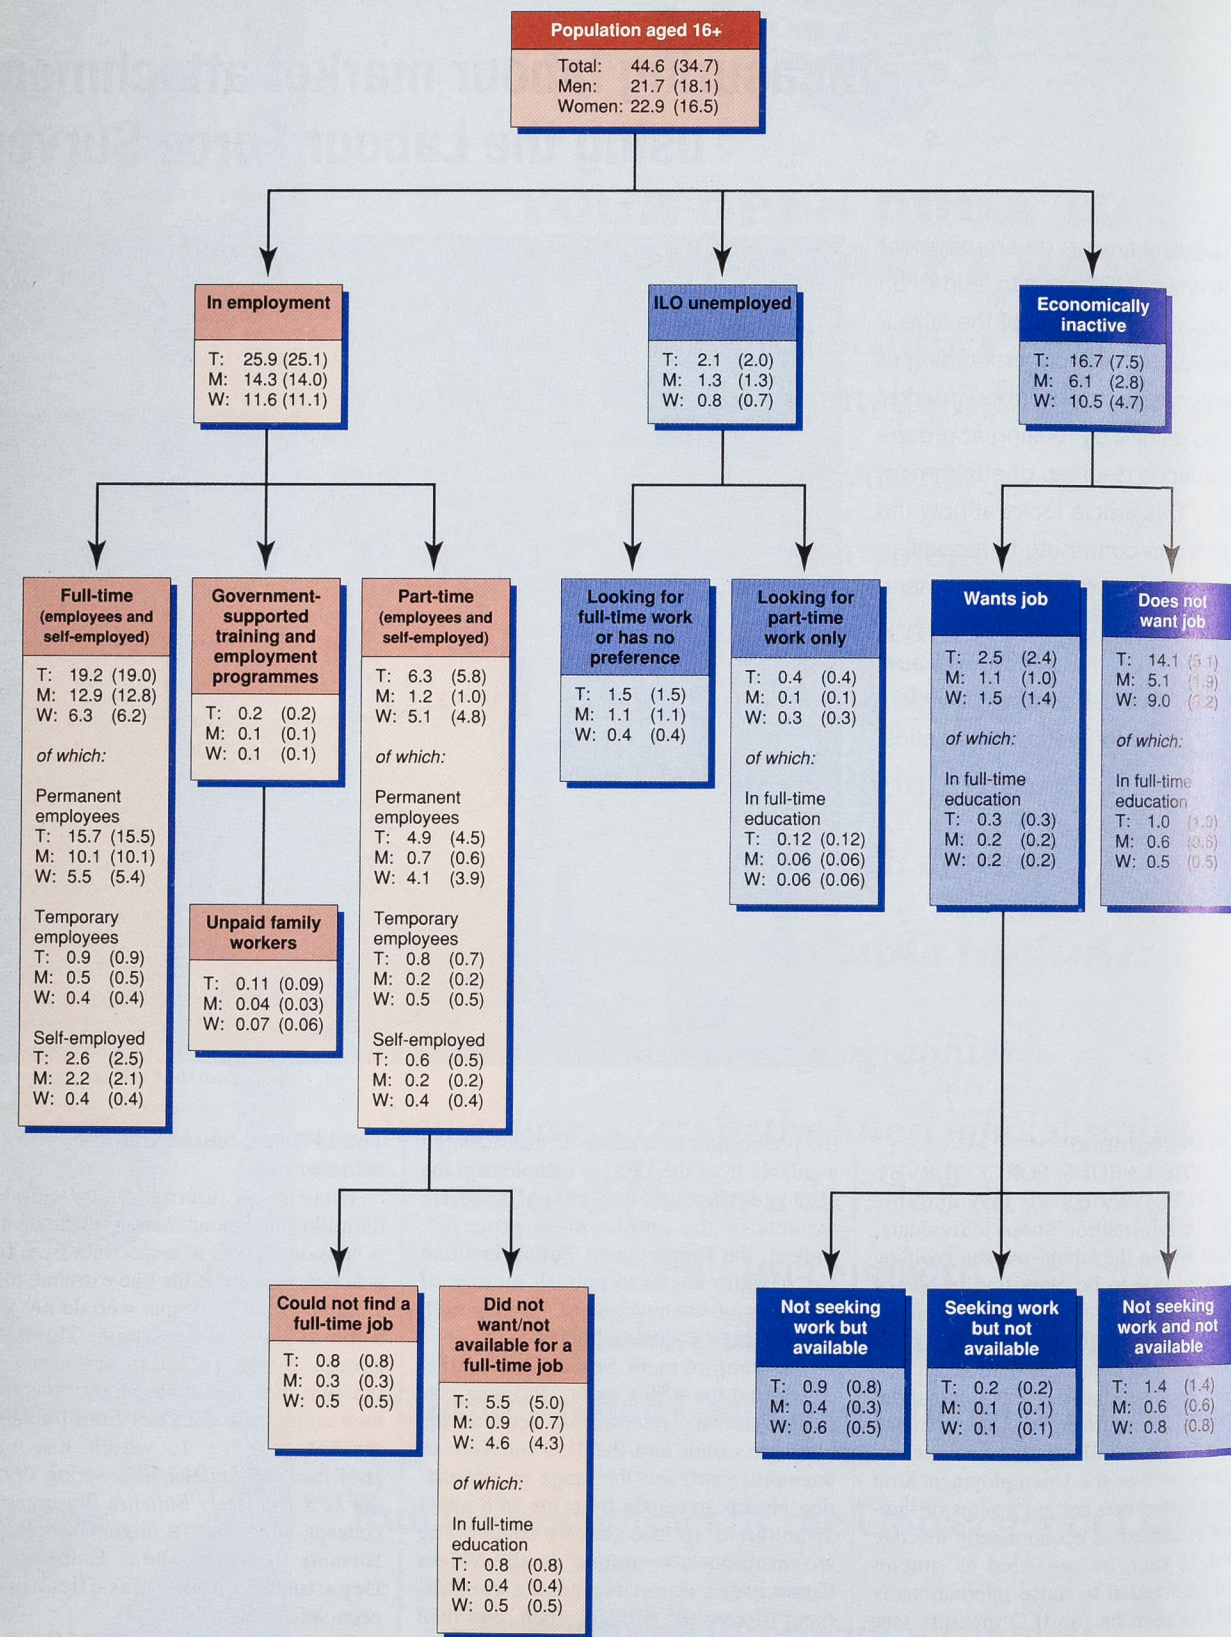 Population aged 16+
Total: 44.6 (34.7)
Men: 21.7 (18.1)
Women: 22.9 (16.5)
In employment
T: 25.9 (25.1)
M: 14.3 (14.0)
W: 11.6 (11.1)
ILO unemployed
T: 2.1 (2.0)
M: 1.3 (1.3)
W: 0.8 (0.7)
Economically
inactive
T: 16.7 (7.5)
M: 6.1 (2.8)
W: 10.5 (4.7)
Full-time
(employees and
self-employed)
T: 19.2 (19.0)
M: 12.9 (12.8)
W: 6.3 (6.2)
of which:
Permanent
employees
T: 15.7 (15.5)
M: 10.1 (10.1)
W: 5.5 (5.4)
Temporary
employees
T: 0.9 (0.9)
M: 0.5 (0.5)
W: 0.4 (0.4)
Self-employed
T: 2.6 (2.5)
M: 2.2 (2.1)
W: 0.4 (0.4)
Government-
supported
training and
employment
programmes
T: 0.2 (0.2)
M: 0.1 (0.1)
W: 0.1 (0.1)
Unpaid family
workers
T: 0.11 (0.09)
M: 0.04 (0.03)
W: 0.07 (0.06)
Part-time
(employees and
self-employed)
T: 6.3 (5.8)
M: 1.2 (1.0)
W: 5.1 (4.8)
of which:
Permanent
employees
T: 4.9 (4.5)
M: 0.7 (0.6)
W: 4.1 (3.9)
Temporary
employees
T: 0.8 (0.7)
M: 0.2 (0.2)
W: 0.5 (0.5)
Self-employed
T: 0.6 (0.5)
M: 0.2 (0.2)
W: 0.4 (0.4)
Looking for
full-time work
or has no
preference
T: 1.5 (1.5)
M: 1.1 (1.1)
W: 0.4 (0.4)
Looking for
part-time
work only
T: 0.4 (0.4)
M: 0.1 (0.1)
W: 0.3 (0.3)
of which:
In full-time
education
T: 0.12 (0.12)
M: 0.06 (0.06)
W: 0.06 (0.06)
Wants job
T: 2.5 (2.4)
M: 1.1 (1.0)
W: 1.5 (1.4)
of which:
In full-time
education
T: 0.3 (0.3)
M: 0.2 (0.2)
W: 0.2 (0.2)
Does not
want job
T: 14.1 (5.1)
M: 5.1 (1.9)
W: 9.0
of which:
In full-time
education
T: 1.0
M: 0.6
W: 0.5 (0.5)
Could not find a
full-time job
T: 0.8 (0.8)
M: 0.3 (0.3)
W: 0.5 (0.5)
Did not
want/not
available for a
full-time job
T: 5.5 (5.0)
M: 0.9 (0.7)
W: 4.6 (4.3)
of which:
In full-time
education
T: 0.8 (0.8)
M: 0.4 (0.4)
W: 0.5 (0.5)
Not seeking
work but
available
T: 0.9 (0.8)
M: 0.4 (0.3)
W: 0.6 (0.5)
Seeking work
but not
available
T: 0.2 (0.2)
M: 0.1 (0.1)
W: 0.1 (0.1)
Not seeking
work and not
available
T: 1.4 (1.4)
M: 0.6 (0.6)
W: 0.8 (0.8)